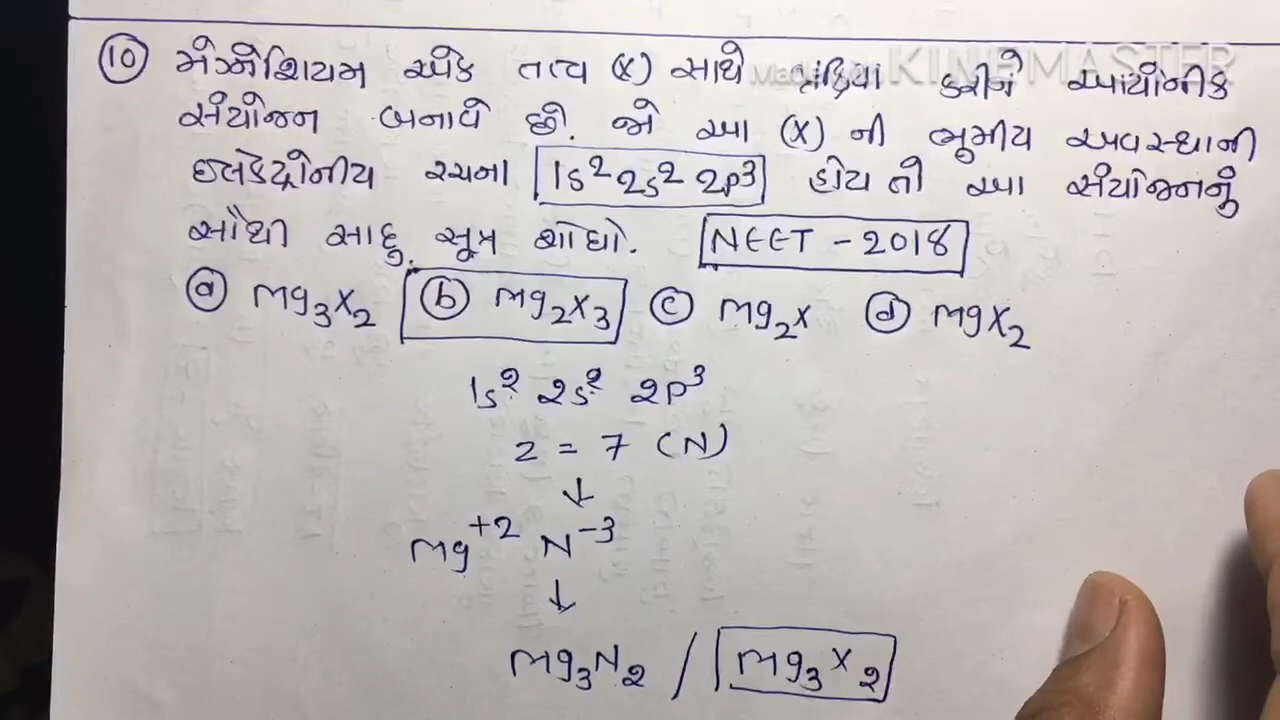 (10) મેગ્નેશિયમ એક તત્વ (X) સાથે પ્રક્રિયા કરીને આયોનીક
સંયોજન બનાવે છે. જો આ (X) ની ભૂમીય અવસ્થાની
ઇલેક્ટ્રોનીય રચના 1s² 2s² 2p³ હોય તો આ સંયોજનનું
સૌથી સાદુ સૂત્ર શોધો. NEET - 2018
(a) Mg₃X₂ (b) Mg₂X₃ (c) Mg₂X (d) MgX₂
1s² 2s² 2p³
Z = 7 (N)
↓
Mg⁺² N⁻³
↓
Mg₃N₂ / Mg₃X₂
KINEMASTER